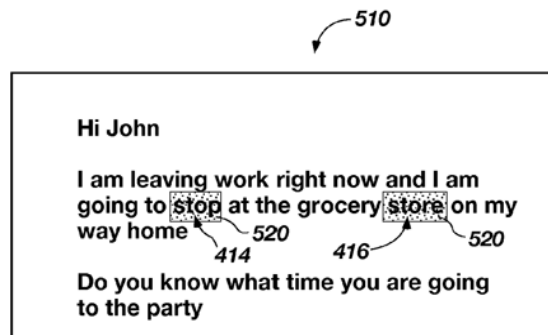 510
Hi John
I am leaving work right now and I am
going to stop at the grocery store on my
way home
414 520 416 520
Do you know what time you are going
to the party